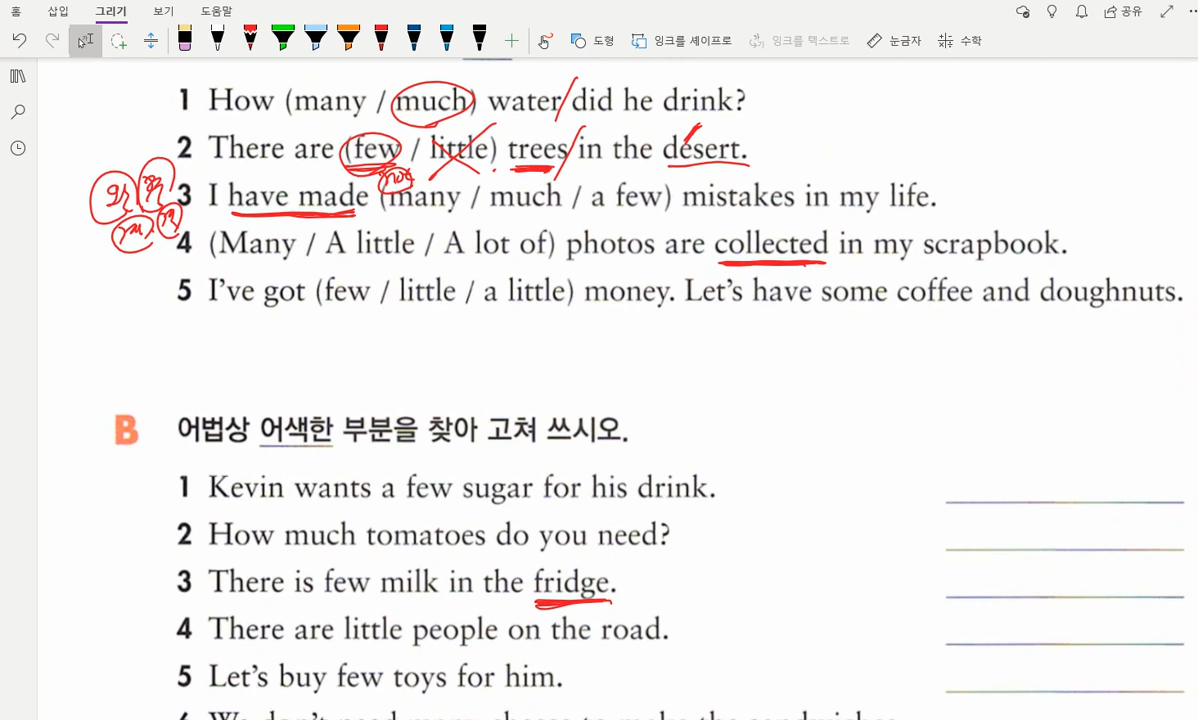 홈 삽입 그리기 보기 도움말 공유
도형 잉크를 셰이프로 잉크를 텍스트로 눈금자 수학
1 How (many / much) water did he drink?
2 There are (few / little) trees in the desert.
3 I have made (many / much / a few) mistakes in my life.
4 (Many / A little / A lot of) photos are collected in my scrapbook.
5 I've got (few / little / a little) money. Let's have some coffee and doughnuts.
B 어법상 어색한 부분을 찾아 고쳐 쓰시오.
1 Kevin wants a few sugar for his drink.
2 How much tomatoes do you need?
3 There is few milk in the fridge.
4 There are little people on the road.
5 Let's buy few toys for him.